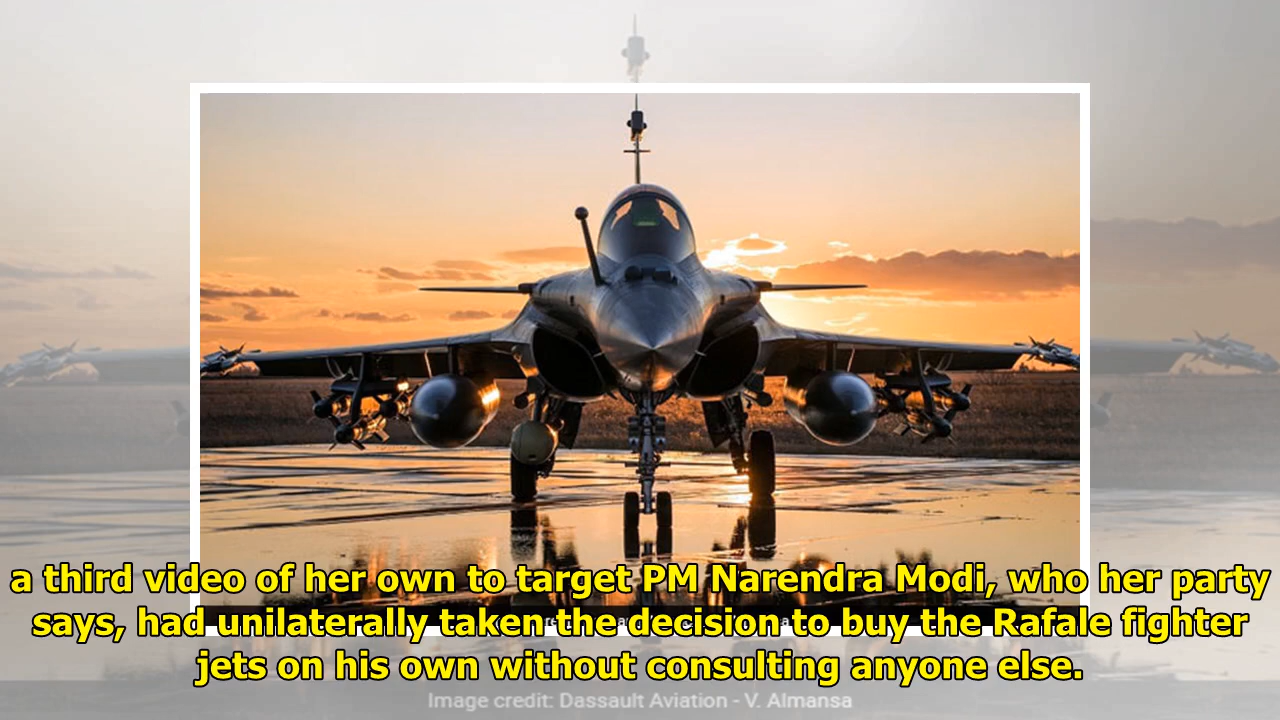 a third video of her own to target PM Narendra Modi, who her party
says, had unilaterally taken the decision to buy the Rafale fighter
jets on his own without consulting anyone else.
Image credit: Dassault Aviation - V. Almansa